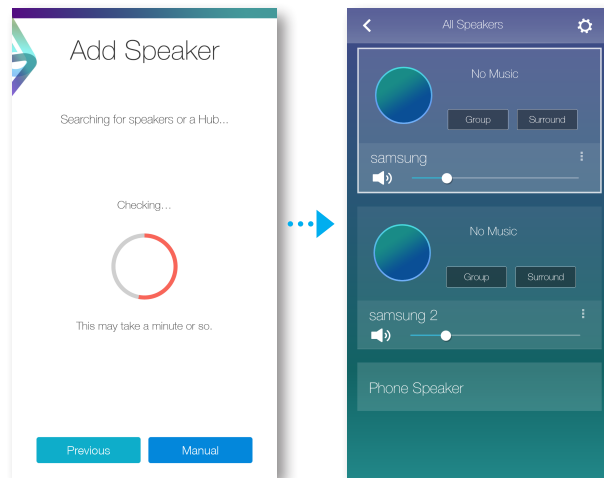 Add Speaker
Searching for speakers or a Hub...
Checking...
This may take a minute or so.
Previous Manual
All Speakers
No Music
Group Surround
samsung
No Music
Group Surround
samsung 2
Phone Speaker